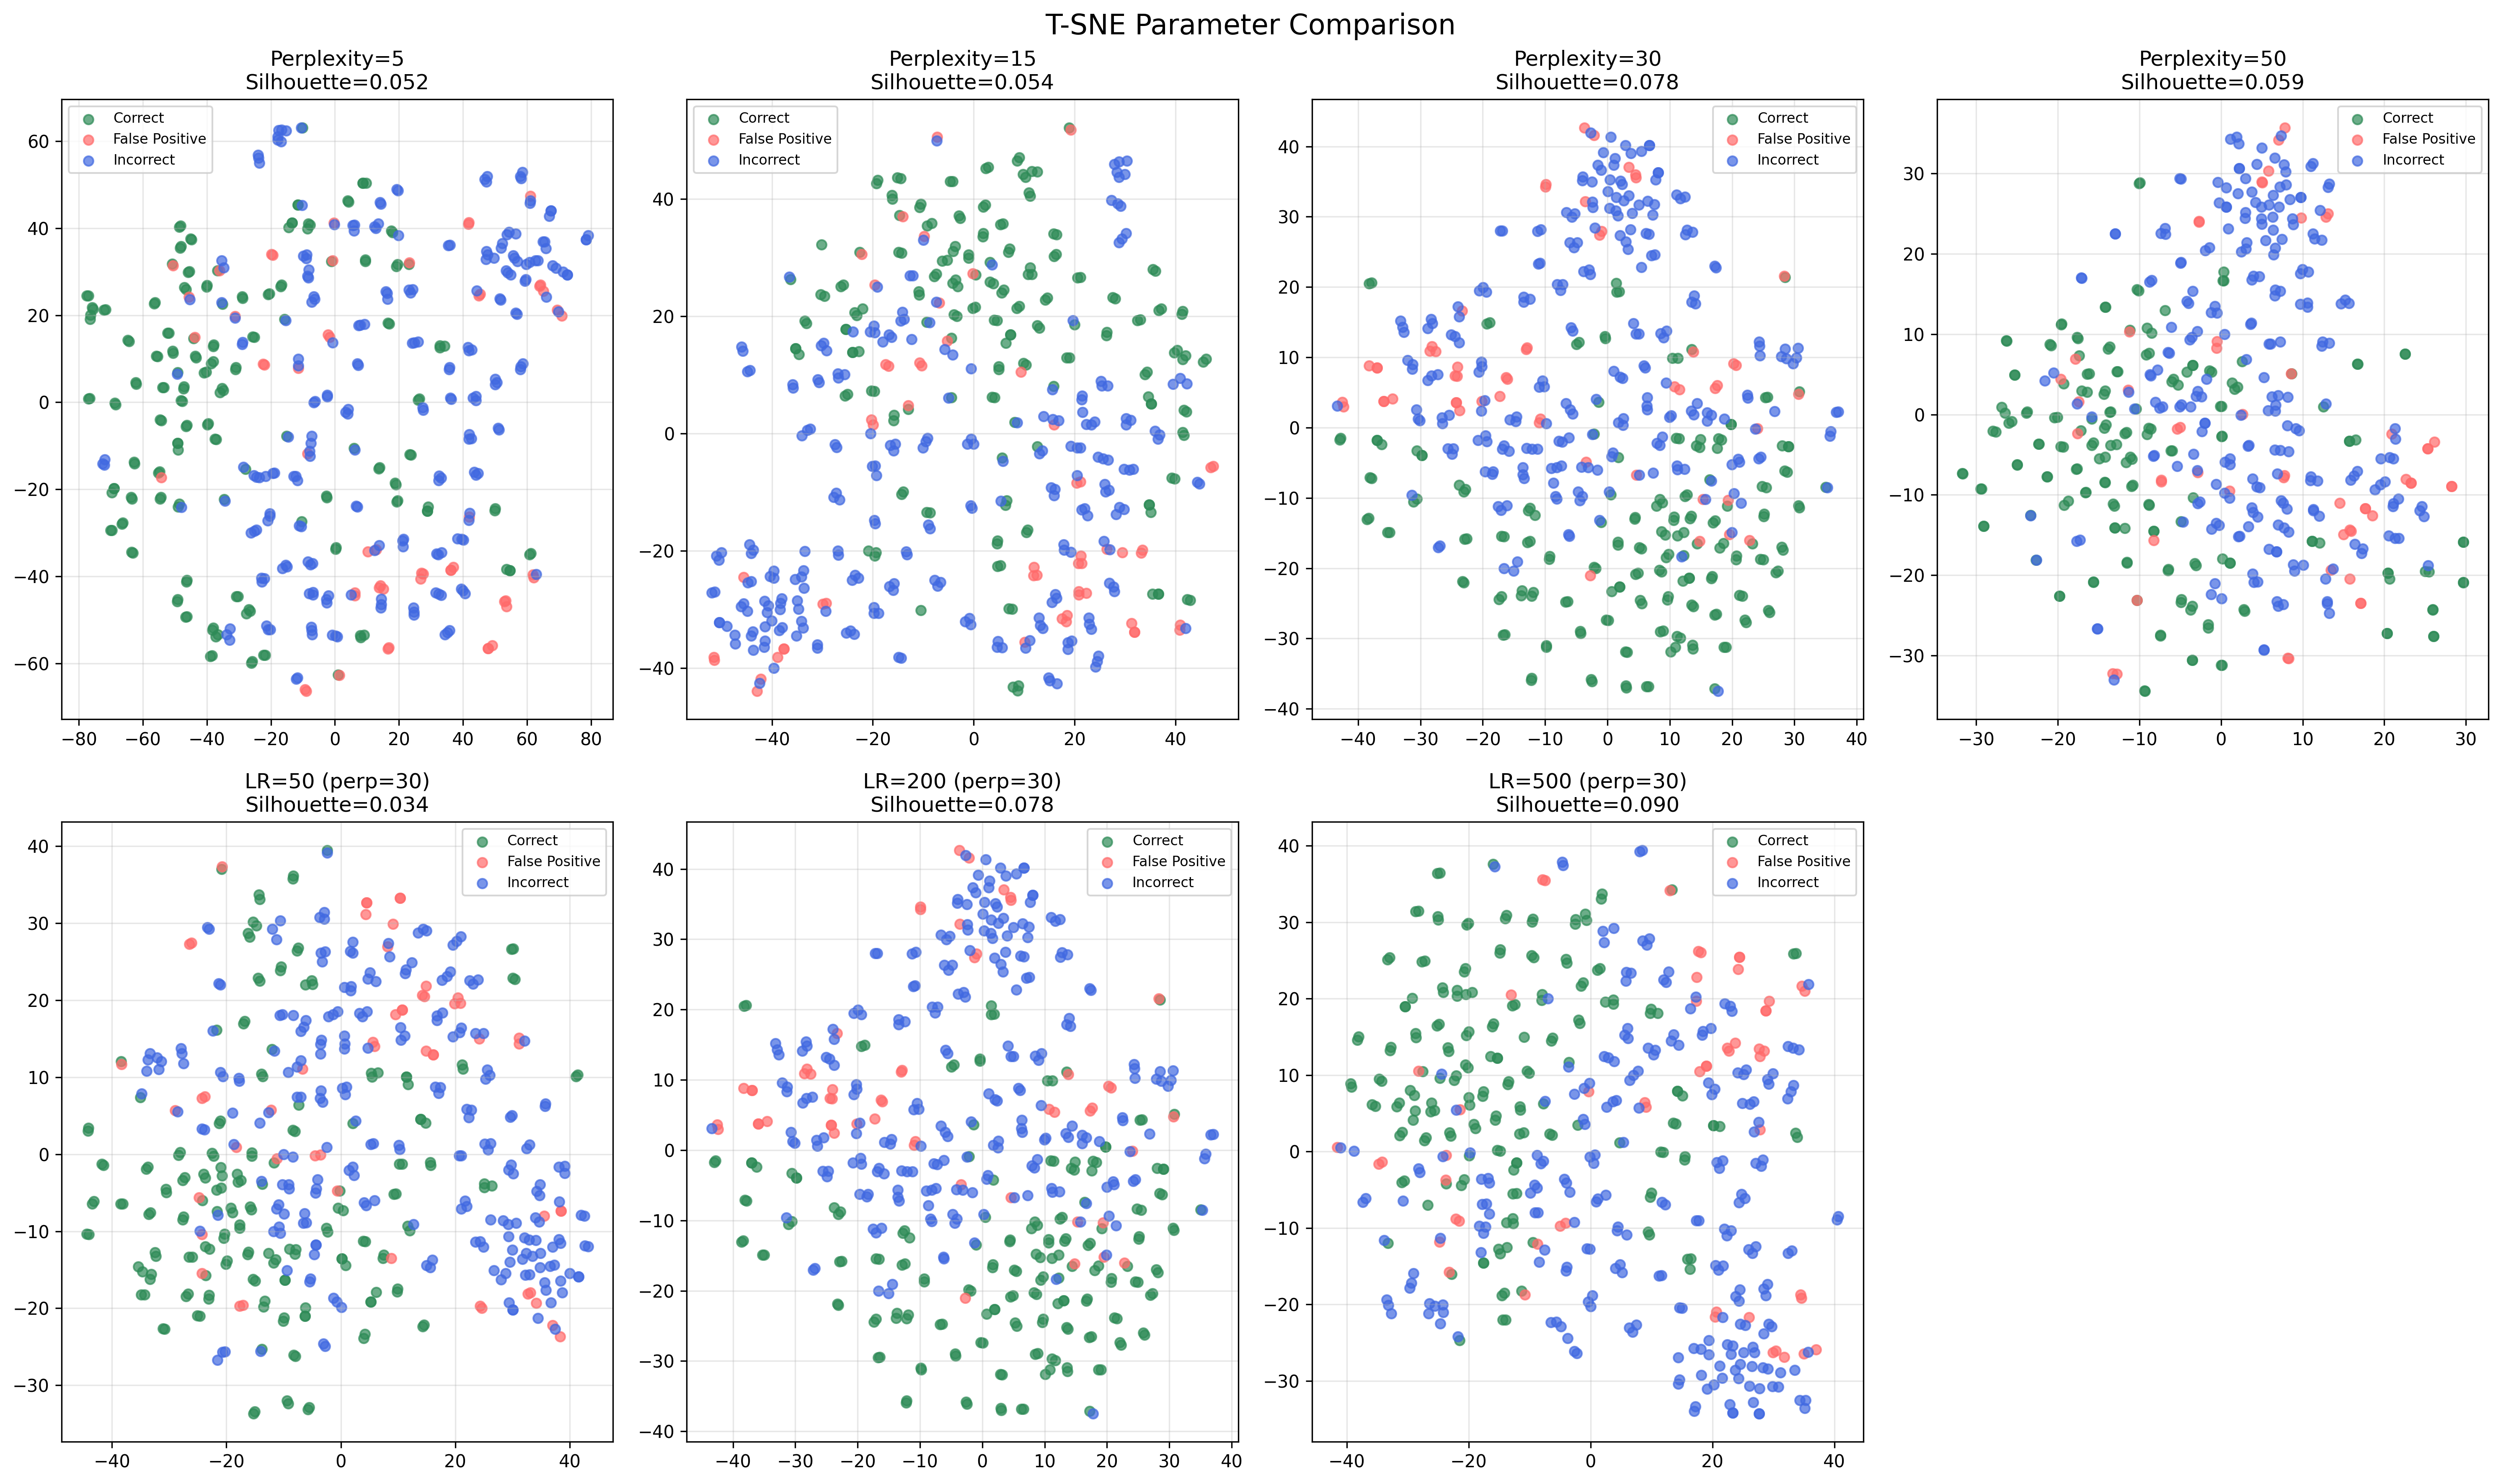 T-SNE Parameter Comparison
Perplexity=5
Silhouette=0.052
Correct
False Positive
Incorrect
60
40
20
0
−20
−40
−60
−80 −60 −40 −20 0 20 40 60 80
Perplexity=15
Silhouette=0.054
Correct
False Positive
Incorrect
40
20
0
−20
−40
−40 −20 0 20 40
Perplexity=30
Silhouette=0.078
Correct
False Positive
Incorrect
40
30
20
10
0
−10
−20
−30
−40
−40 −30 −20 −10 0 10 20 30 40
Perplexity=50
Silhouette=0.059
Correct
False Positive
Incorrect
30
20
10
0
−10
−20
−30
−30 −20 −10 0 10 20 30
LR=50 (perp=30)
Silhouette=0.034
Correct
False Positive
Incorrect
40
30
20
10
0
−10
−20
−30
−40 −20 0 20 40
LR=200 (perp=30)
Silhouette=0.078
Correct
False Positive
Incorrect
40
30
20
10
0
−10
−20
−30
−40
−40 −30 −20 −10 0 10 20 30 40
LR=500 (perp=30)
Silhouette=0.090
Correct
False Positive
Incorrect
40
30
20
10
0
−10
−20
−30
−40 −20 0 20 40